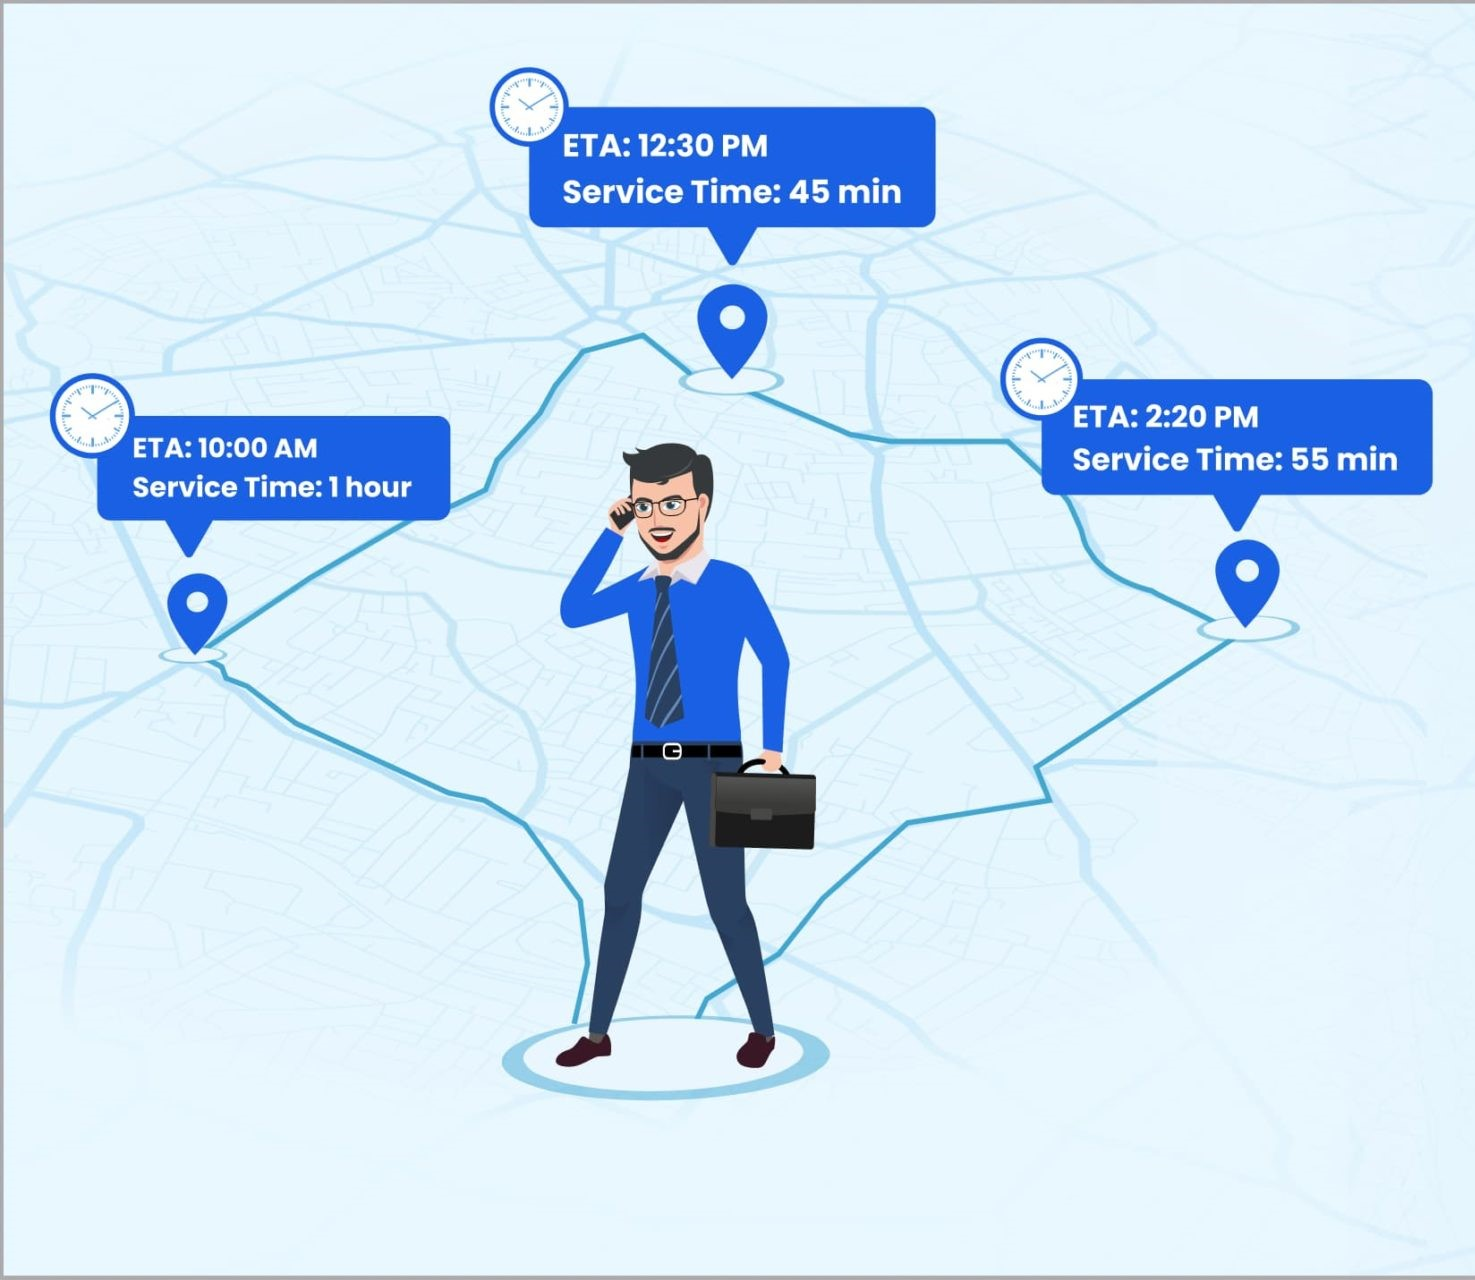 ETA: 12:30 PM
Service Time: 45 min
ETA: 10:00 AM
Service Time: 1 hour
ETA: 2:20 PM
Service Time: 55 min